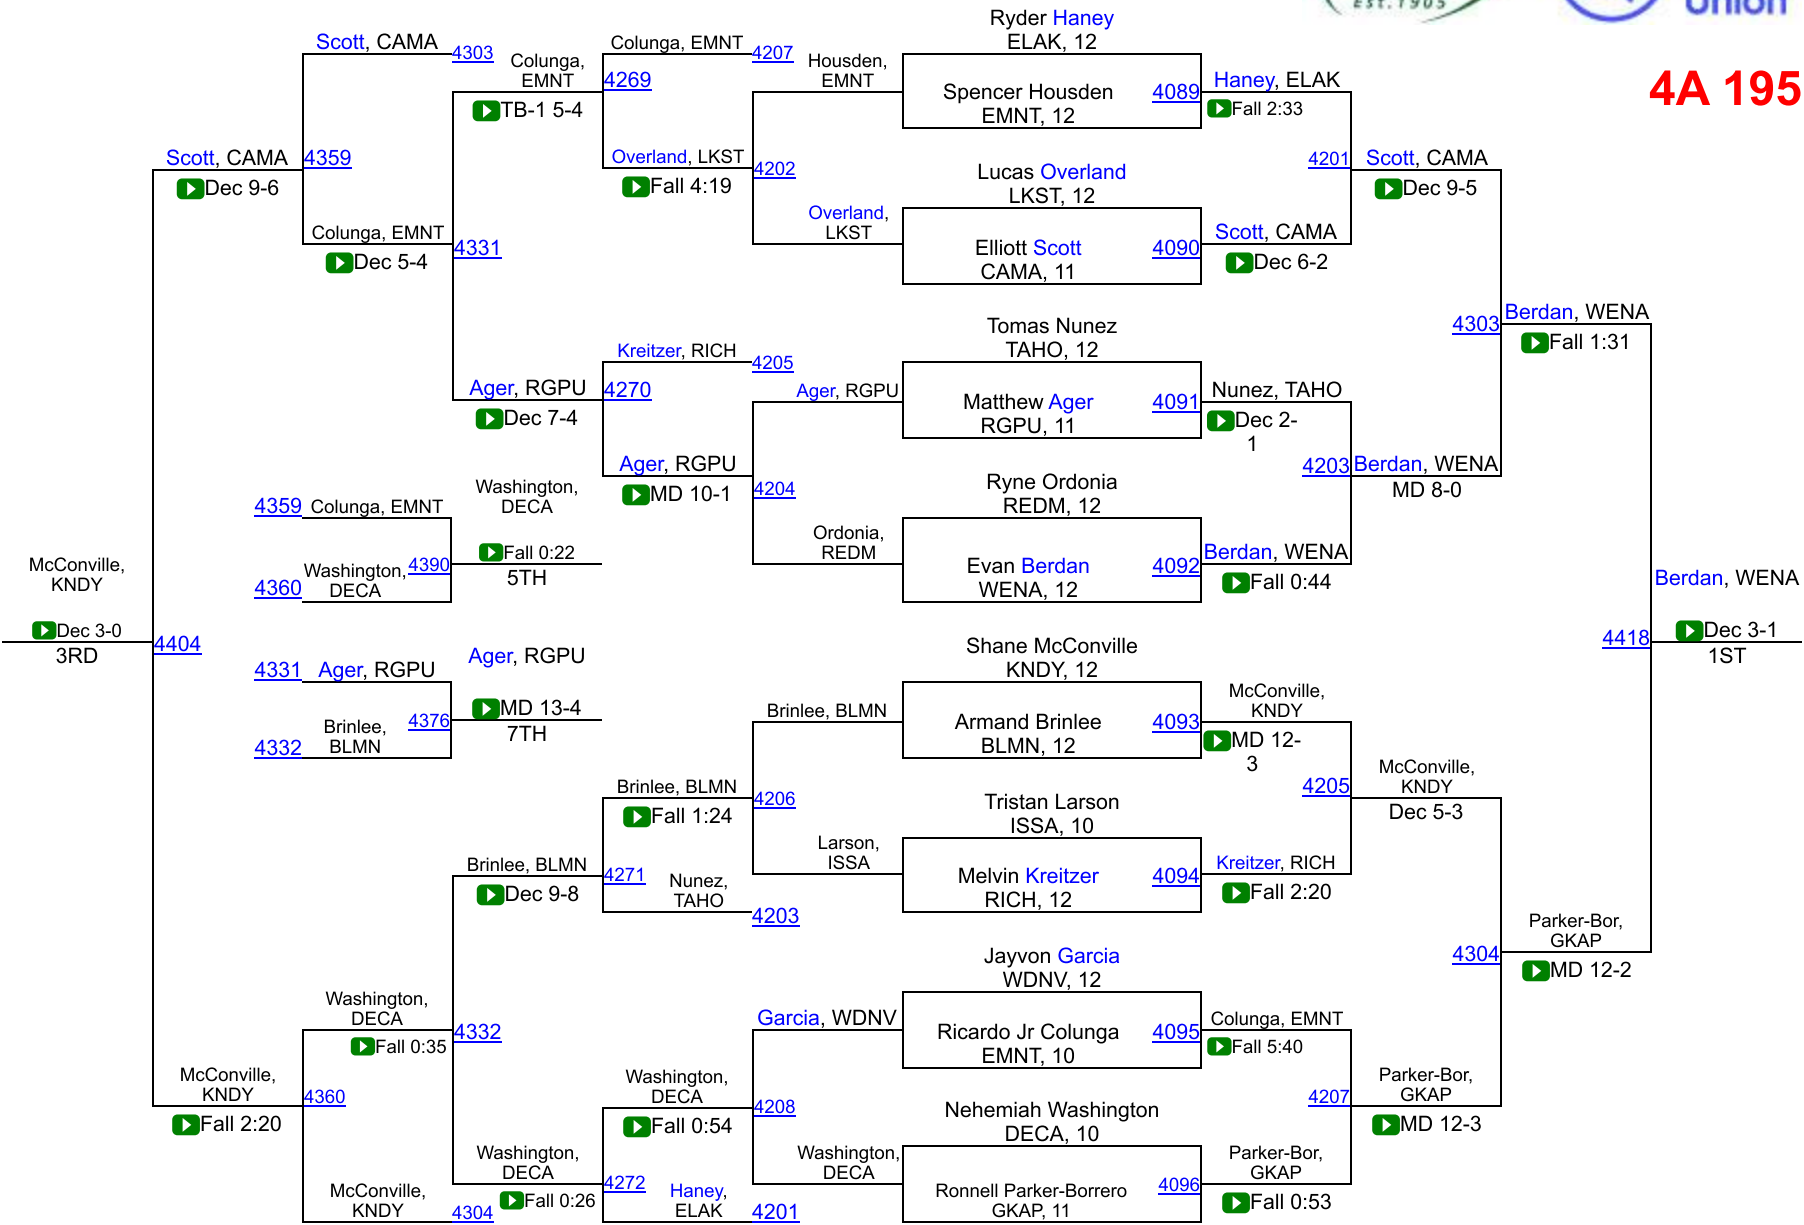 EST. 1905
Union
4A 195
Scott, CAMA
4303
Colunga,
EMNT
TB-1 5-4
Colunga, EMNT
4207
4269
Housden,
EMNT
Ryder Haney
ELAK, 12
Spencer Housden
EMNT, 12
4089
Haney, ELAK
Fall 2:33
Scott, CAMA
Dec 9-6
4359
Overland, LKST
Fall 4:19
4202
Lucas Overland
LKST, 12
4201
Scott, CAMA
Dec 9-5
Colunga, EMNT
Dec 5-4
4331
Overland,
LKST
Elliott Scott
CAMA, 11
4090
Scott, CAMA
Dec 6-2
4303
Berdan, WENA
Fall 1:31
Tomas Nunez
TAHO, 12
Kreitzer, RICH
4205
Ager, RGPU
Dec 7-4
4270
Ager, RGPU
Matthew Ager
RGPU, 11
4091
Nunez, TAHO
Dec 2-
1
Ager, RGPU
MD 10-1
4204
Ryne Ordonia
REDM, 12
4203
Berdan, WENA
MD 8-0
4359
Colunga, EMNT
Washington,
DECA
Ordonia,
REDM
Evan Berdan
WENA, 12
4092
Berdan, WENA
Fall 0:44
4360
Washington,
DECA
4390
Fall 0:22
5TH
McConville,
KNDY
Dec 3-0
3RD
4404
Berdan, WENA
4418
Dec 3-1
1ST
4331
Ager, RGPU
Ager, RGPU
4332
Brinlee,
BLMN
4376
MD 13-4
7TH
Shane McConville
KNDY, 12
Brinlee, BLMN
Armand Brinlee
BLMN, 12
4093
McConville,
KNDY
MD 12-
3
Brinlee, BLMN
Fall 1:24
4206
Tristan Larson
ISSA, 10
4205
McConville,
KNDY
Dec 5-3
Brinlee, BLMN
Dec 9-8
4271
Nunez,
TAHO
4203
Larson,
ISSA
Melvin Kreitzer
RICH, 12
4094
Kreitzer, RICH
Fall 2:20
4304
Parker-Bor,
GKAP
MD 12-2
Jayvon Garcia
WDNV, 12
Washington,
DECA
Fall 0:35
4332
Garcia, WDNV
Ricardo Jr Colunga
EMNT, 10
4095
Colunga, EMNT
Fall 5:40
McConville,
KNDY
Fall 2:20
4360
Washington,
DECA
Fall 0:54
4208
Nehemiah Washington
DECA, 10
4207
Parker-Bor,
GKAP
MD 12-3
McConville,
KNDY
4304
Washington,
DECA
Fall 0:26
4272
Haney,
ELAK
4201
Washington,
DECA
Ronnell Parker-Borrero
GKAP, 11
4096
Parker-Bor,
GKAP
Fall 0:53